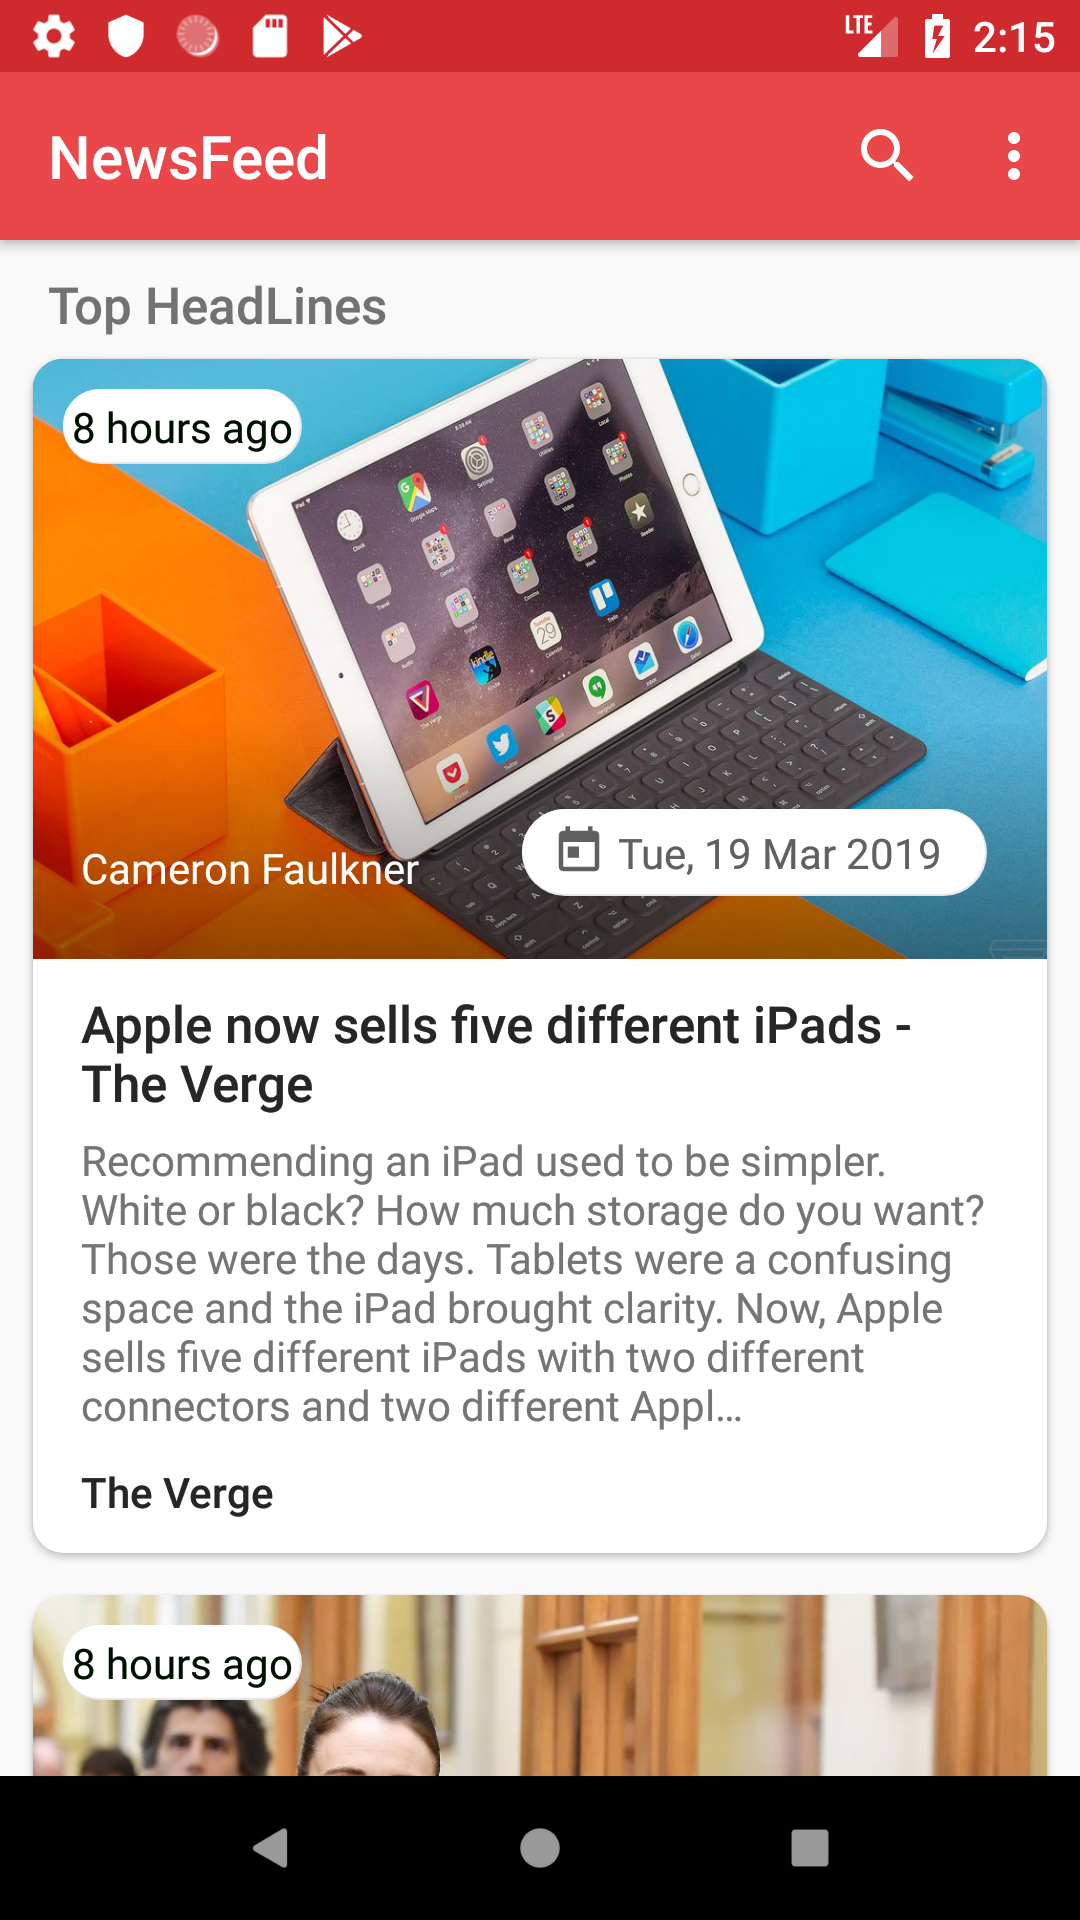 LTE 2:15
NewsFeed
Top HeadLines
8 hours ago
Cameron Faulkner
Tue, 19 Mar 2019
Apple now sells five different iPads -
The Verge
Recommending an iPad used to be simpler.
White or black? How much storage do you want?
Those were the days. Tablets were a confusing
space and the iPad brought clarity. Now, Apple
sells five different iPads with two different
connectors and two different Appl…
The Verge
8 hours ago